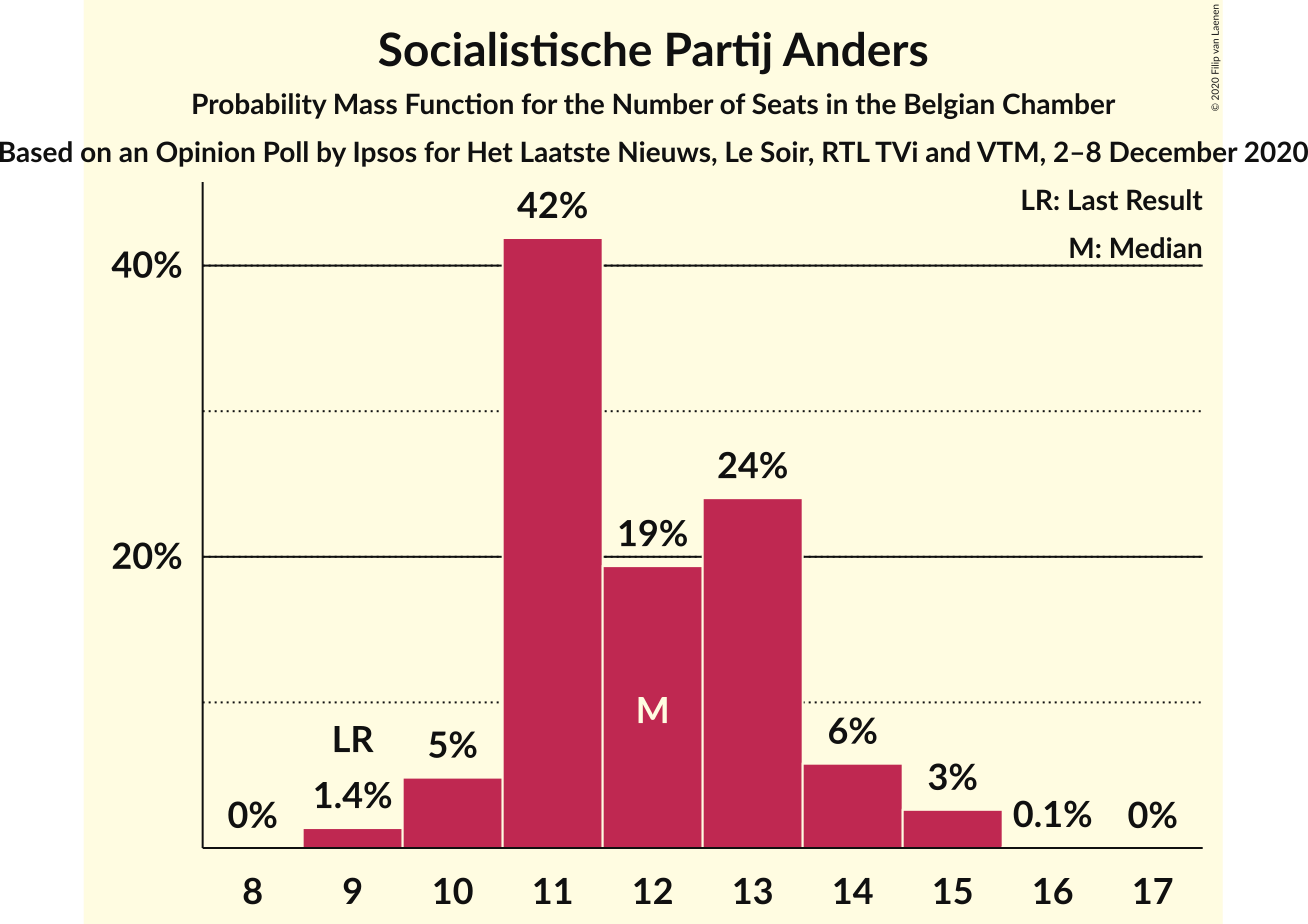 Socialistische Partij Anders
Probability Mass Function for the Number of Seats in the Belgian Chamber
Based on an Opinion Poll by Ipsos for Het Laatste Nieuws, Le Soir, RTL TVi and VTM, 2–8 December 2020
© 2020 Filip van Laenen
LR: Last Result
M: Median
42%
40%
24%
19%
20%
M
LR
5%
6%
1.4%
3%
0%
0.1%
0%
8 9 10 11 12 13 14 15 16 17